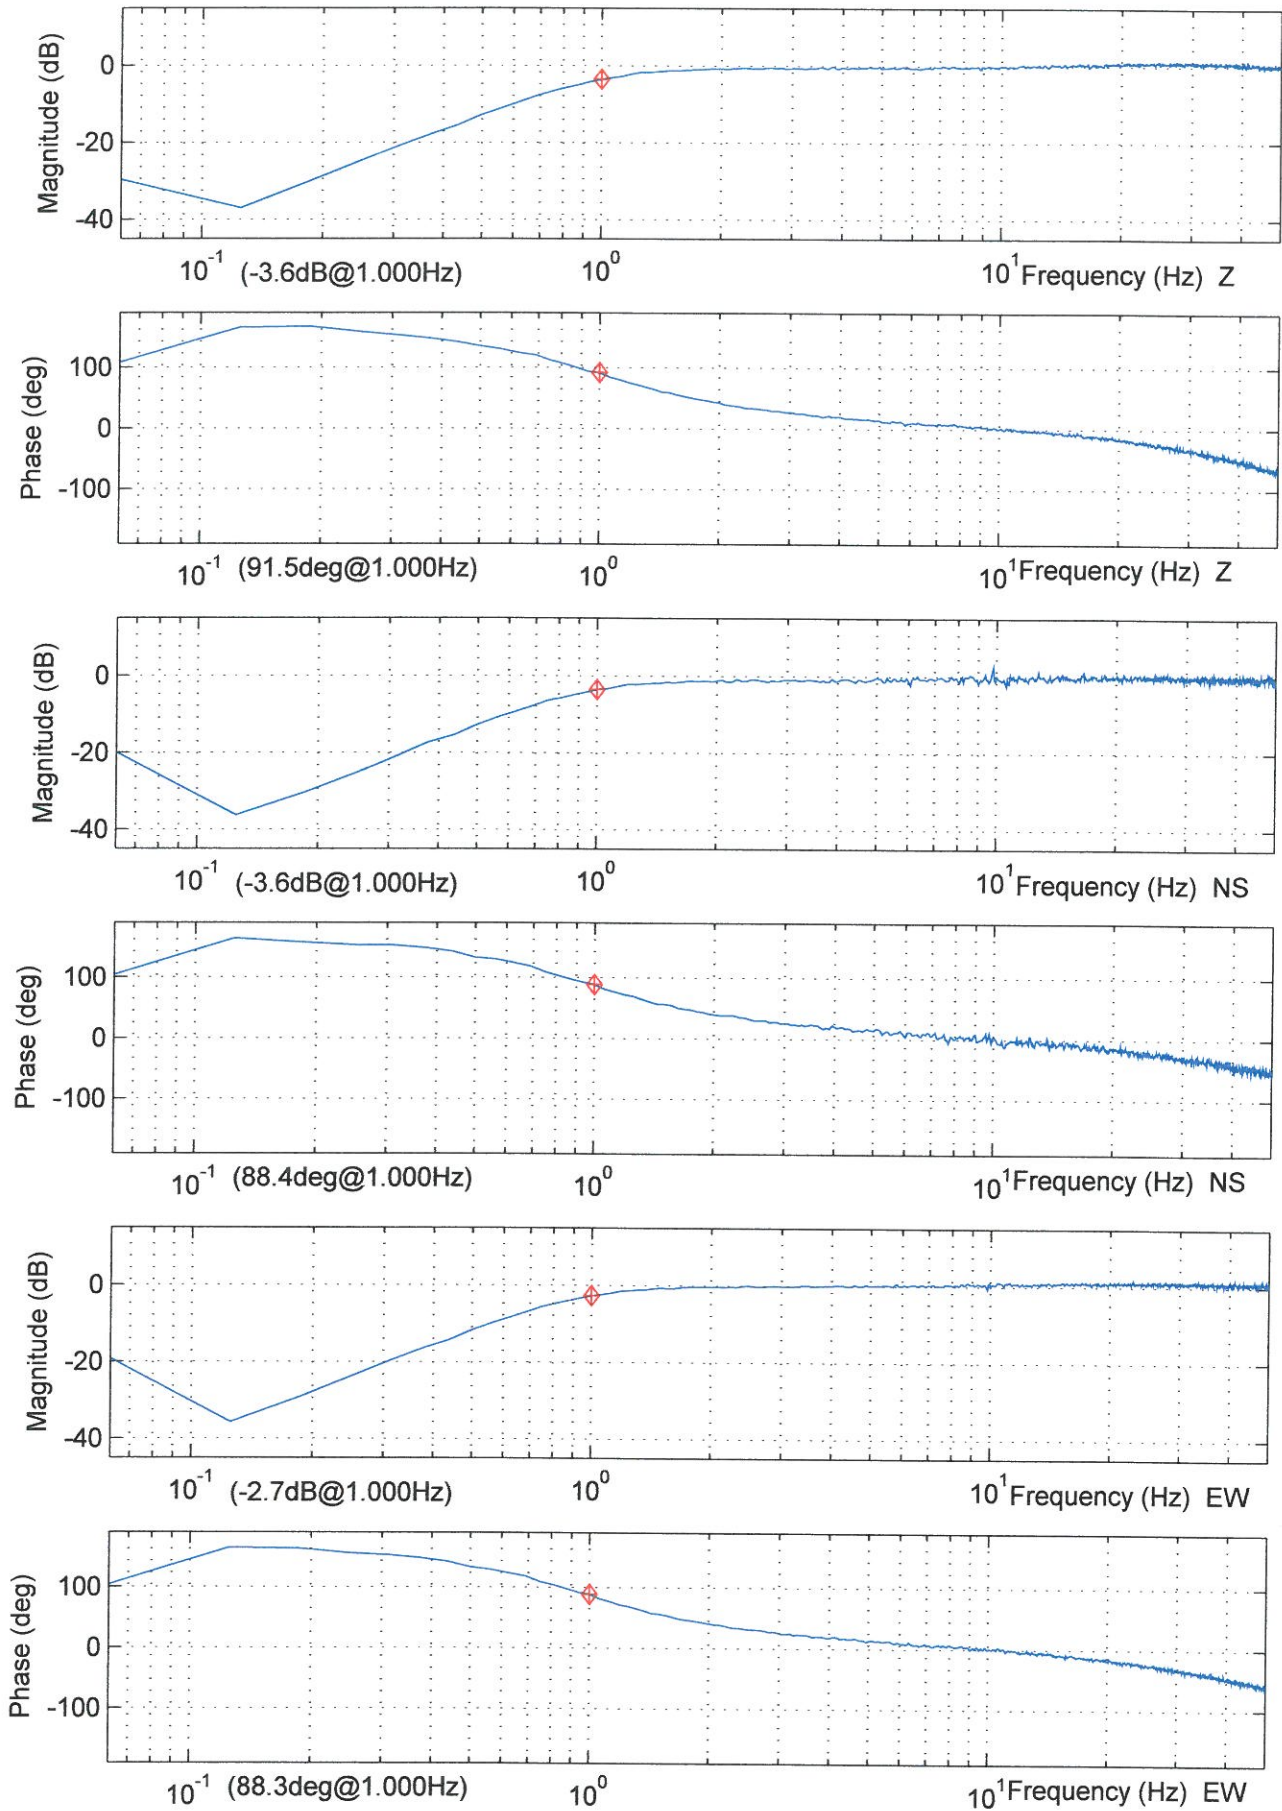 Magnitude (dB)
0
-20
-40
10^-1 (-3.6dB@1.000Hz) 10^0 10^1 Frequency (Hz) Z
Phase (deg)
100
0
-100
10^-1 (91.5deg@1.000Hz) 10^0 10^1 Frequency (Hz) Z
Magnitude (dB)
0
-20
-40
10^-1 (-3.6dB@1.000Hz) 10^0 10^1 Frequency (Hz) NS
Phase (deg)
100
0
-100
10^-1 (88.4deg@1.000Hz) 10^0 10^1 Frequency (Hz) NS
Magnitude (dB)
0
-20
-40
10^-1 (-2.7dB@1.000Hz) 10^0 10^1 Frequency (Hz) EW
Phase (deg)
100
0
-100
10^-1 (88.3deg@1.000Hz) 10^0 10^1 Frequency (Hz) EW